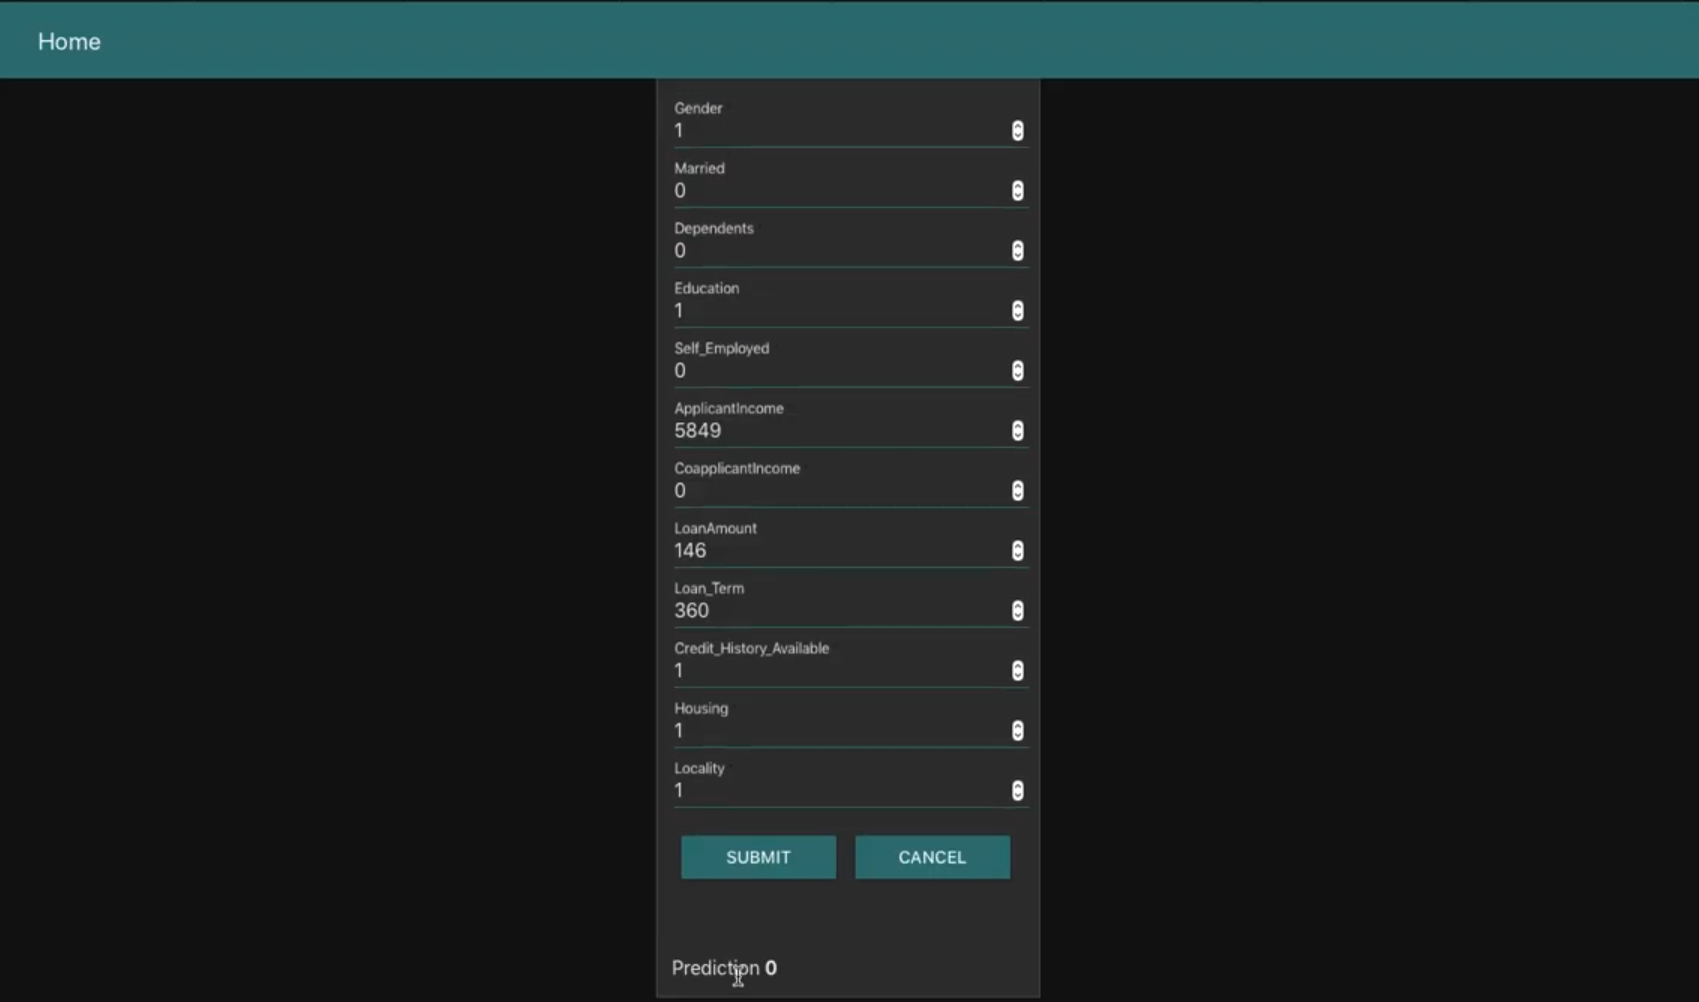 Home
Gender
1
Married
0
Dependents
0
Education
1
Self_Employed
0
ApplicantIncome
5849
CoapplicantIncome
0
LoanAmount
146
Loan_Term
360
Credit_History_Available
1
Housing
1
Locality
1
SUBMIT CANCEL
Prediction 0